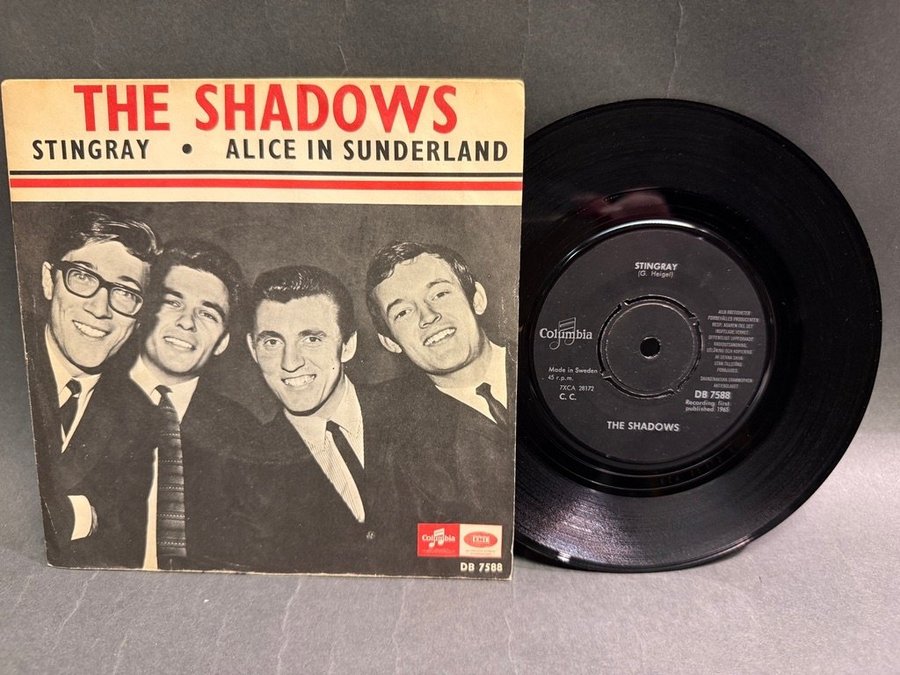 THE SHADOWS
STINGRAY • ALICE IN SUNDERLAND
Columbia
EMI
DB 7588
STINGRAY
(G. Heigel)
Columbia
Made in Sweden
45 r.p.m.
7XCA 28172
C. C.
DB 7588
Recording first
published 1965
THE SHADOWS